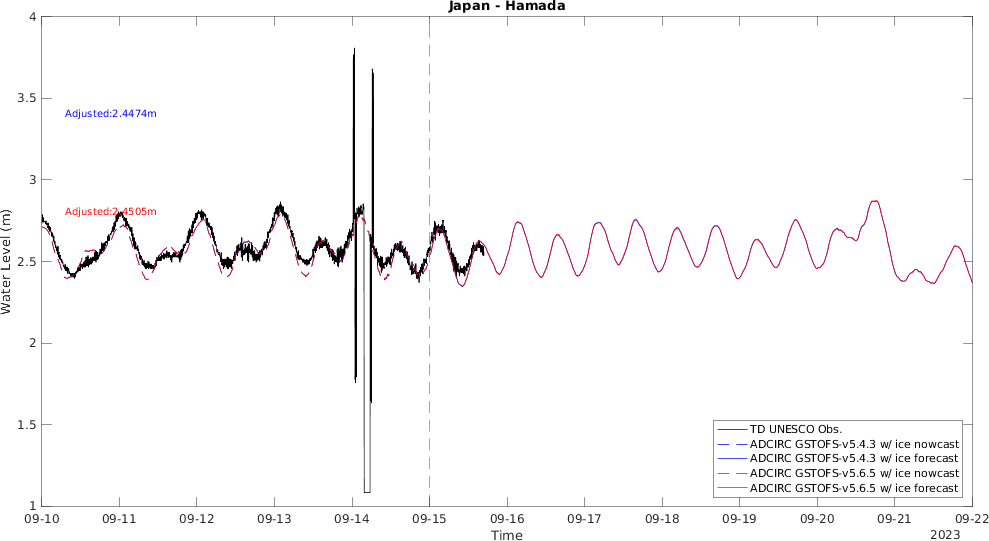 Japan - Hamada
Water Level (m)
4
3.5
3
2.5
2
1.5
1
Adjusted:2.4474m
Adjusted:2.4505m
TD UNESCO Obs.
ADCIRC GSTOFS-v5.4.3 w/ ice nowcast
ADCIRC GSTOFS-v5.4.3 w/ ice forecast
ADCIRC GSTOFS-v5.6.5 w/ ice nowcast
ADCIRC GSTOFS-v5.6.5 w/ ice forecast
09-10 09-11 09-12 09-13 09-14 09-15 09-16 09-17 09-18 09-19 09-20 09-21 09-22
Time
2023